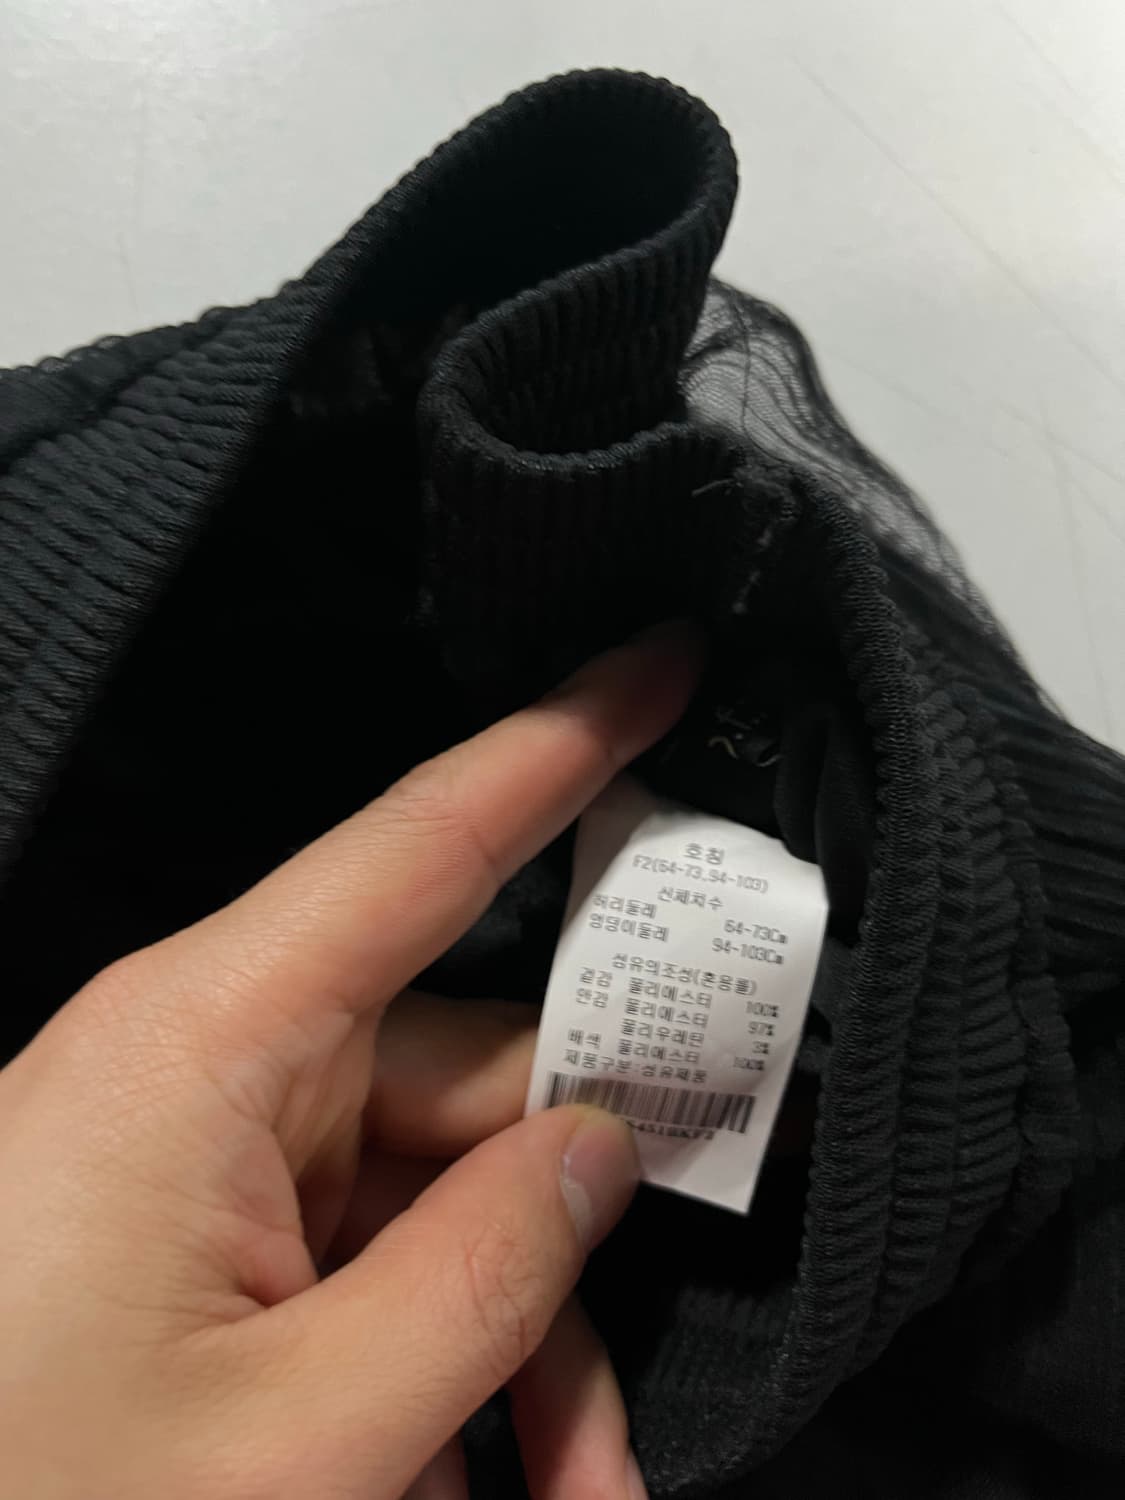 호칭
F2(64-73,94-103)
신체치수
허리둘레 64-73Cm
엉덩이둘레 94-103Cm
섬유의조성(혼용률)
겉감 폴리에스터 100%
안감 폴리에스터 97%
폴리우레탄 3%
배색 폴리에스터 100%
제품구분:섬유제품